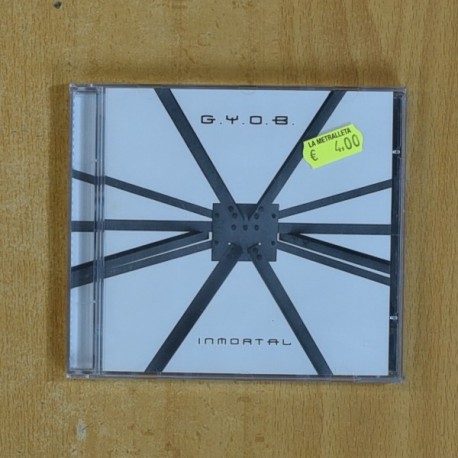 G.Y.O.B.
LA METRALLETA
€ 4.00
INMORTAL